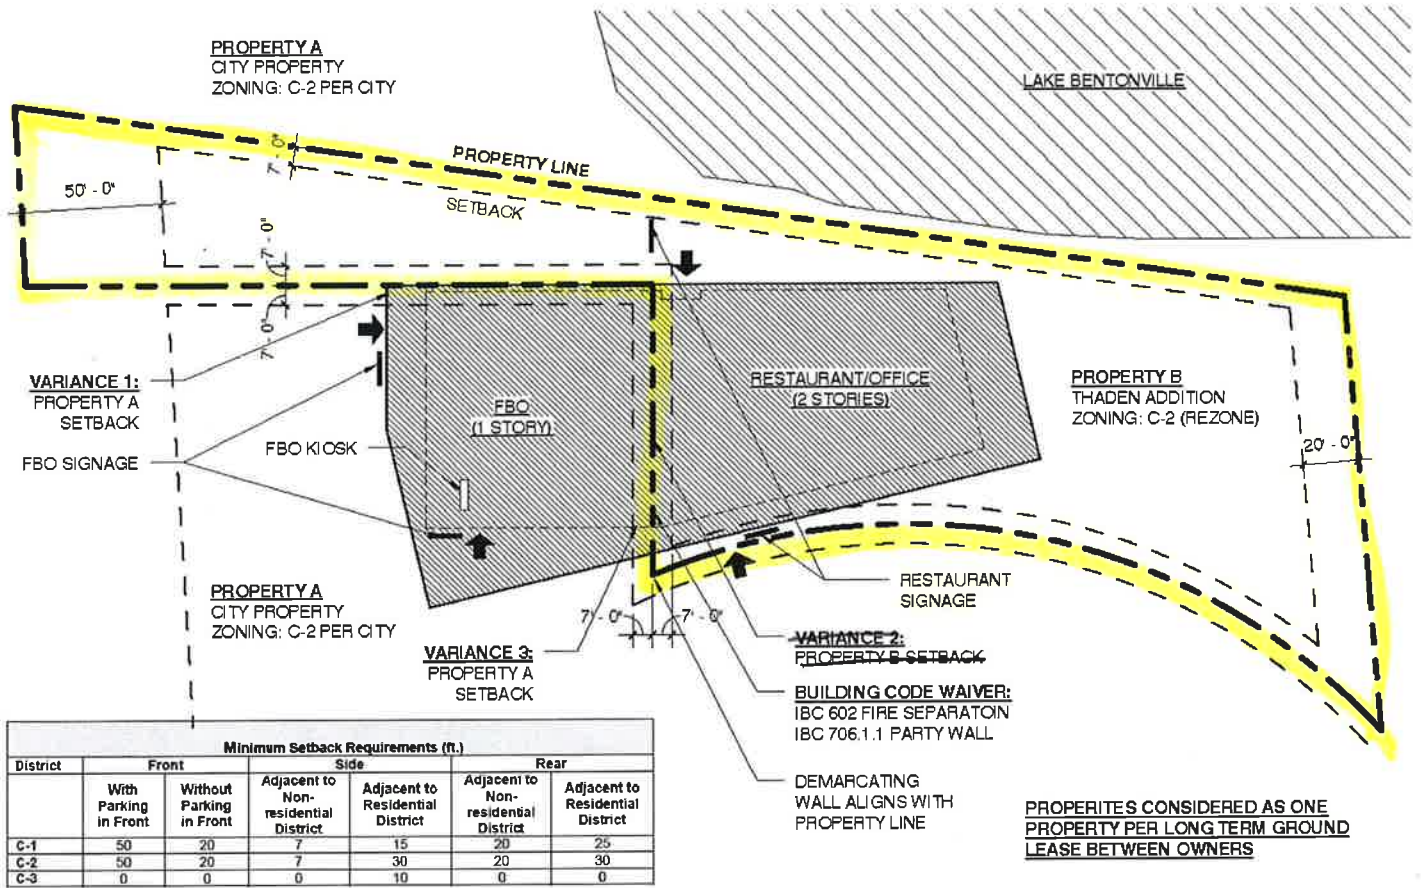 PROPERTY A
CITY PROPERTY
ZONING: C-2 PER CITY
LAKE BENTONVILLE
PROPERTY LINE
SETBACK
7' - 0"
50' - 0"
7' - 0"
7' - 0"
VARIANCE 1:
PROPERTY A
SETBACK
FBO SIGNAGE
FBO KIOSK
FBO
(1 STORY)
RESTAURANT/OFFICE
(2 STORIES)
PROPERTY B
THADEN ADDITION
ZONING: C-2 (REZONE)
20' - 0"
PROPERTY A
CITY PROPERTY
ZONING: C-2 PER CITY
7' - 0"
7' - 0"
RESTAURANT
SIGNAGE
VARIANCE 3:
PROPERTY A
SETBACK
VARIANCE 2:
PROPERTY B SETBACK
BUILDING CODE WAIVER:
IBC 602 FIRE SEPARATOIN
IBC 706.1.1 PARTY WALL
DEMARCATING
WALL ALIGNS WITH
PROPERTY LINE
PROPERITES CONSIDERED AS ONE
PROPERTY PER LONG TERM GROUND
LEASE BETWEEN OWNERS
Minimum Setback Requirements (ft.)
District Front Side Rear
With Parking in Front Without Parking in Front Adjacent to Non-residential District Adjacent to Residential District Adjacent to Non-residential District Adjacent to Residential District
C-1 50 20 7 15 20 25
C-2 50 20 7 30 20 30
C-3 0 0 0 10 0 0